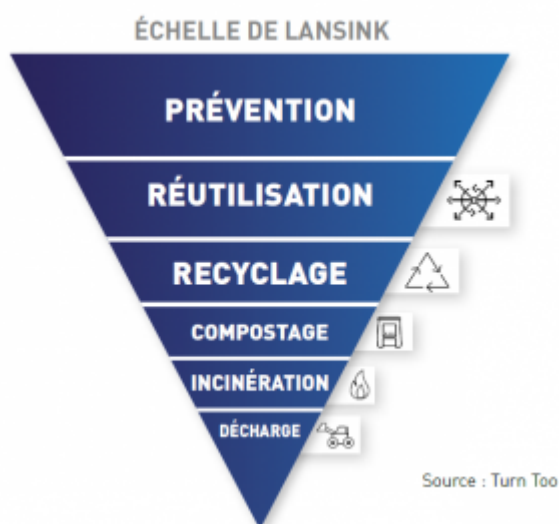 ÉCHELLE DE LANSINK
PRÉVENTION
RÉUTILISATION
RECYCLAGE
COMPOSTAGE
INCINÉRATION
DÉCHARGE
Source : Turn Too